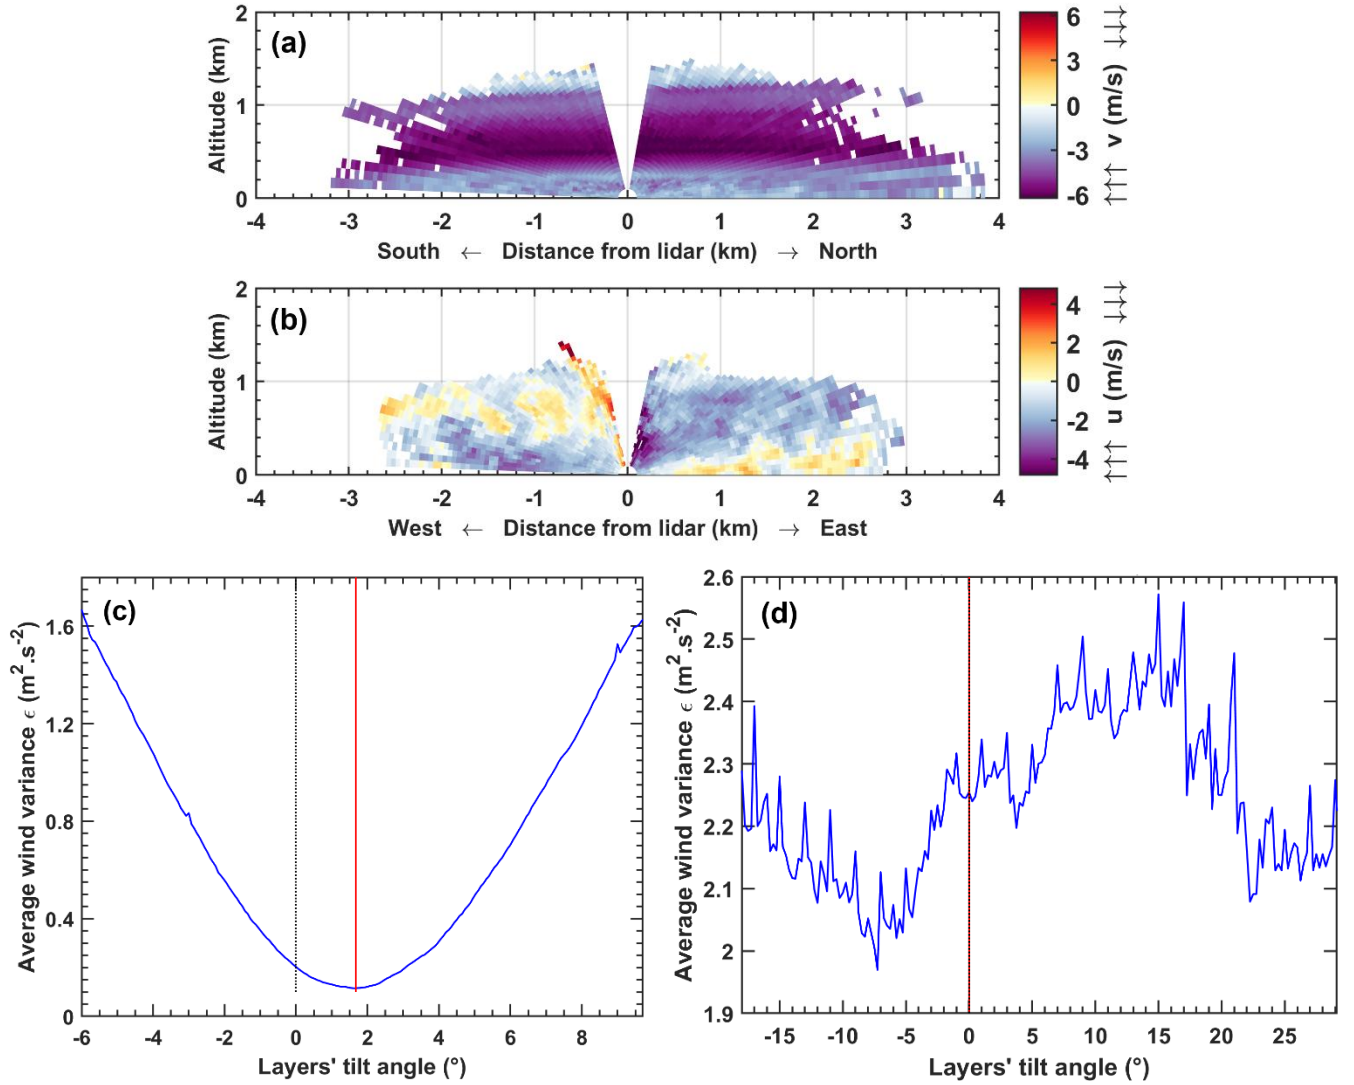 (a)
Altitude (km)
2
1
0
-4 -3 -2 -1 0 1 2 3 4
South ← Distance from lidar (km) → North
6
3
0
-3
-6
v (m/s)
→
→
→
←
←
←
(b)
Altitude (km)
2
1
0
-4 -3 -2 -1 0 1 2 3 4
West ← Distance from lidar (km) → East
4
2
0
-2
-4
u (m/s)
→
→
→
←
←
←
(c)
Average wind variance ϵ (m².s⁻²)
1.6
1.2
0.8
0.4
0
-6 -4 -2 0 2 4 6 8
Layers' tilt angle (°)
(d)
Average wind variance ϵ (m².s⁻²)
2.6
2.5
2.4
2.3
2.2
2.1
2
1.9
-15 -10 -5 0 5 10 15 20 25
Layers' tilt angle (°)